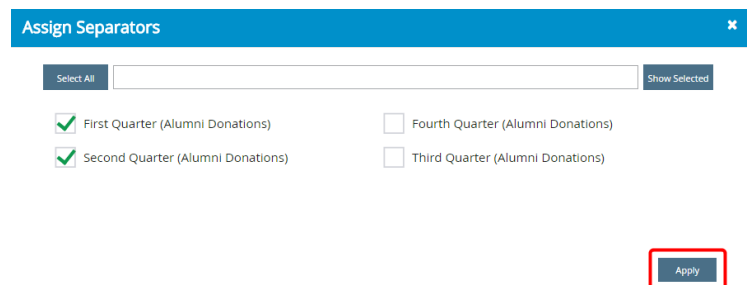 Assign Separators
Select All
Show Selected
First Quarter (Alumni Donations)
Fourth Quarter (Alumni Donations)
Second Quarter (Alumni Donations)
Third Quarter (Alumni Donations)
Apply